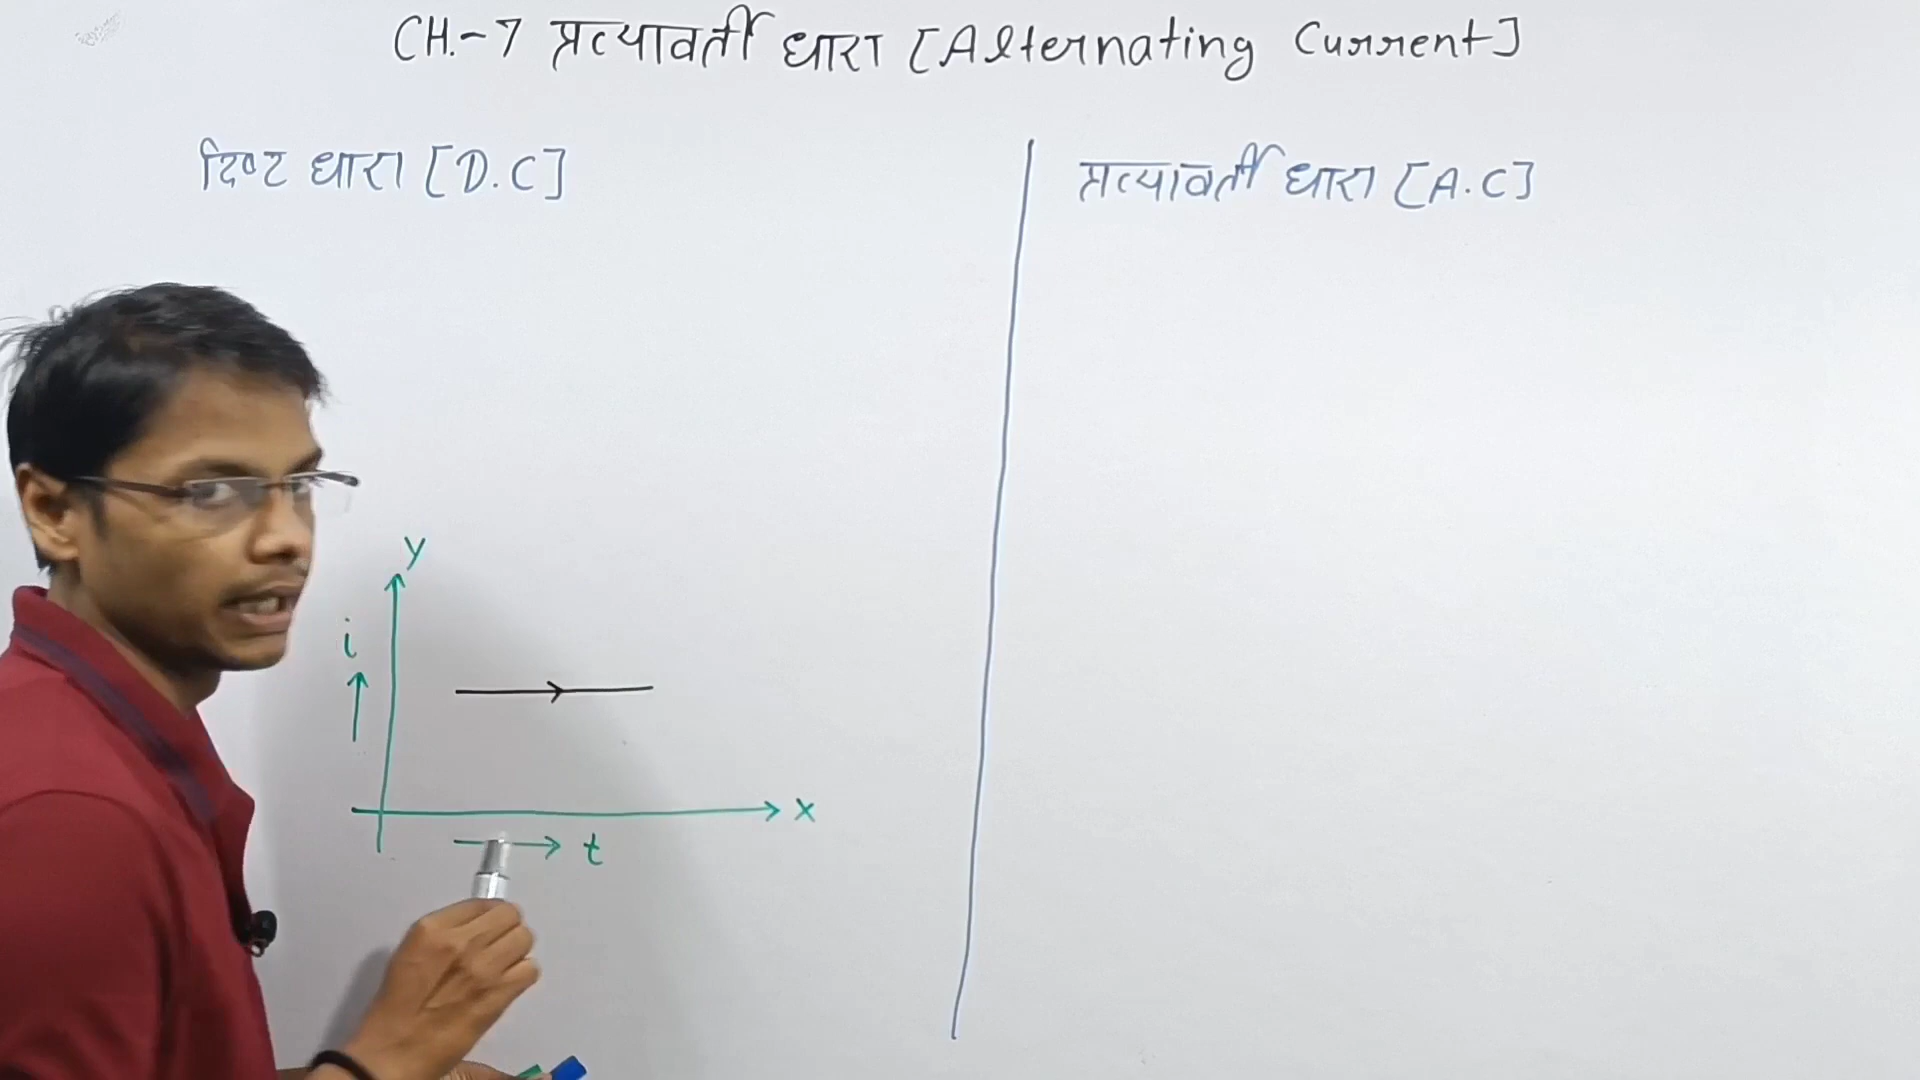 CH.-7 प्रत्यावर्ती धारा [Alternating Current]
दिष्ट धारा [D.C]
प्रत्यावर्ती धारा [A.C]
y
i
x
t